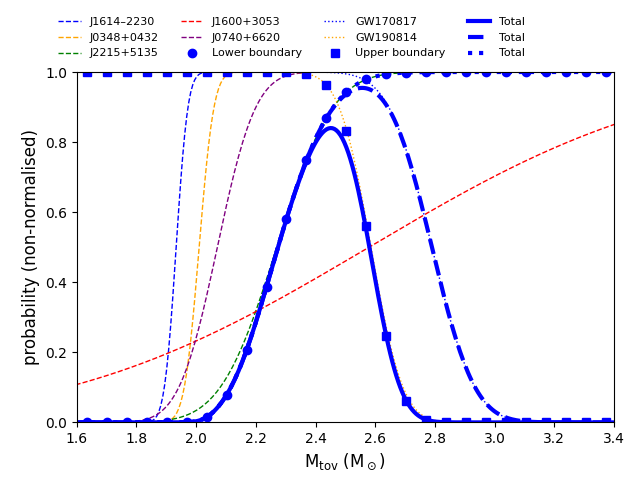 J1614–2230 J1600+3053 GW170817 Total
J0348+0432 J0740+6620 GW190814 Total
J2215+5135 Lower boundary Upper boundary Total
1.0
0.8
0.6
0.4
0.2
0.0
probability (non-normalised)
1.6 1.8 2.0 2.2 2.4 2.6 2.8 3.0 3.2 3.4
M_tov (M_⊙)